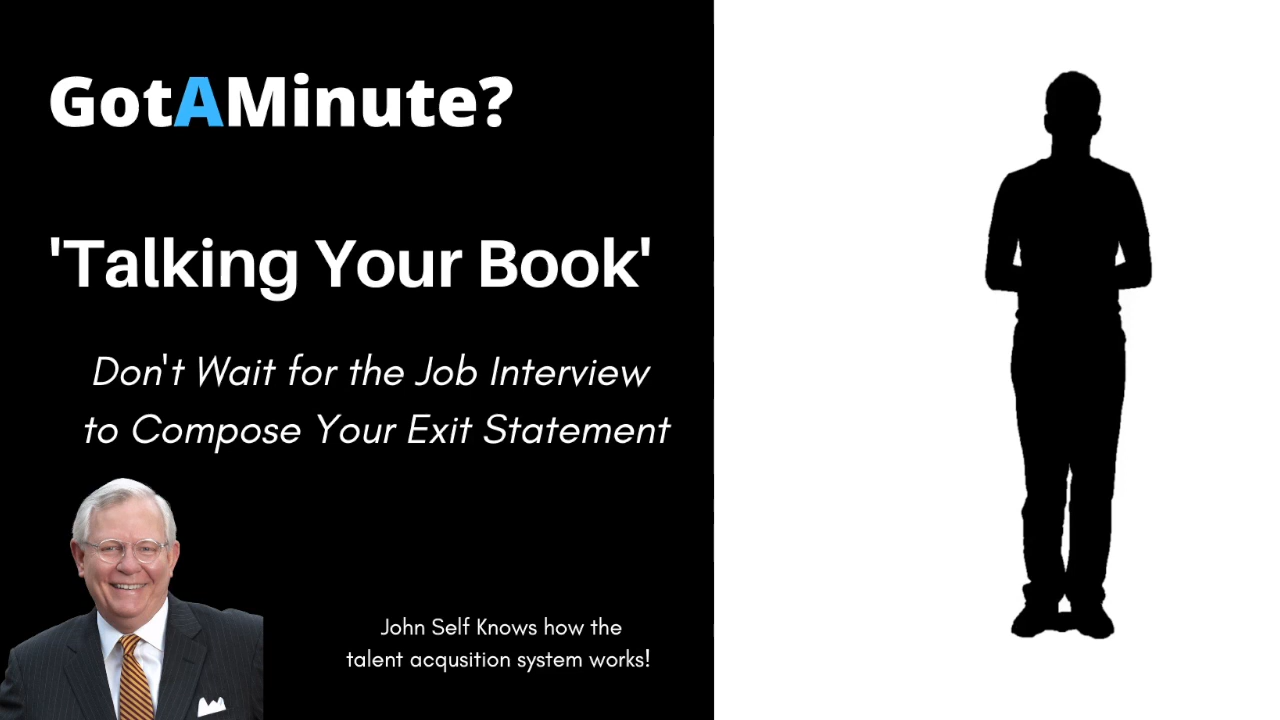 GotAMinute?
'Talking Your Book'
Don't Wait for the Job Interview
to Compose Your Exit Statement
John Self Knows how the
talent acqusition system works!